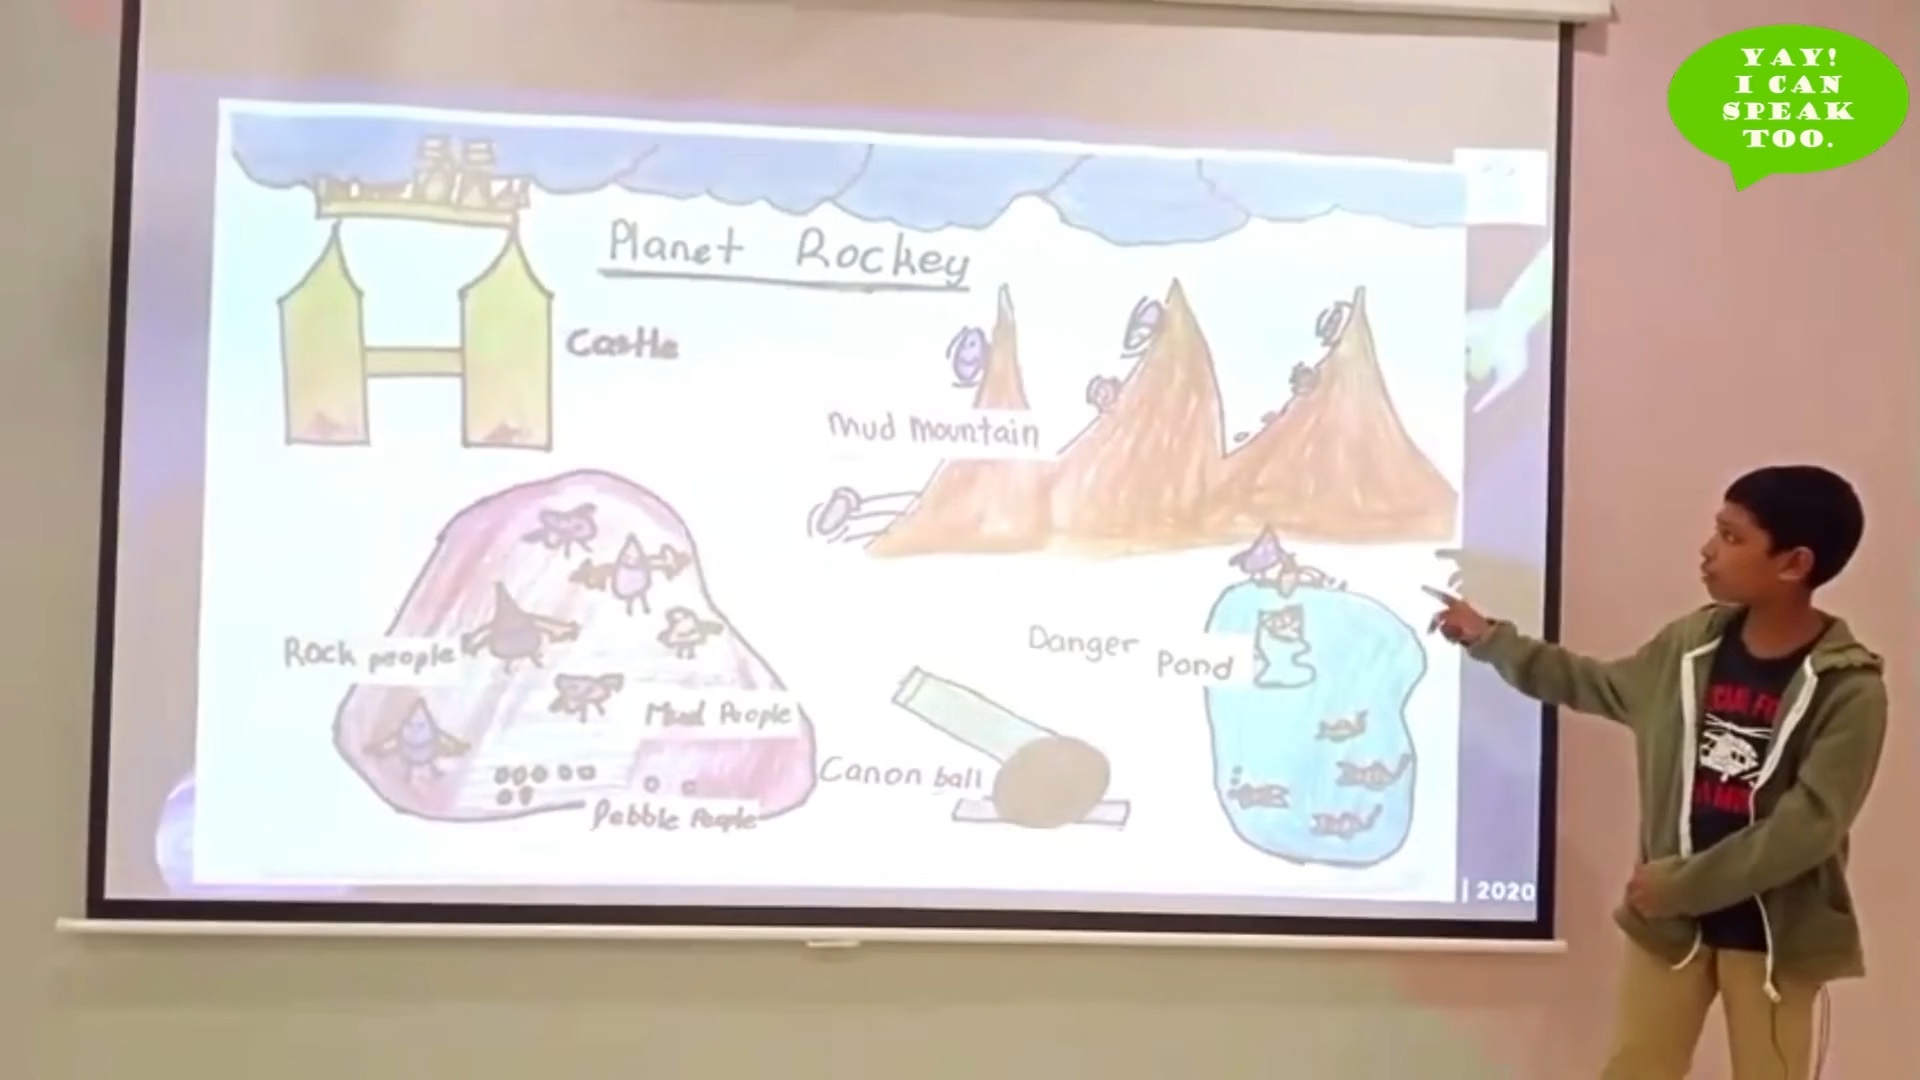 YAY!
I CAN
SPEAK
TOO.
Planet Rockey
Castle
Mud mountain
Rock people
Mud People
Pebble People
Canon ball
Danger
Pond
| 2020